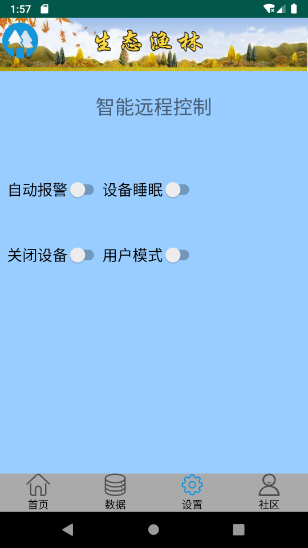 1:57
生态渔林
智能远程控制
自动报警 设备睡眠
关闭设备 用户模式
首页 数据 设置 社区